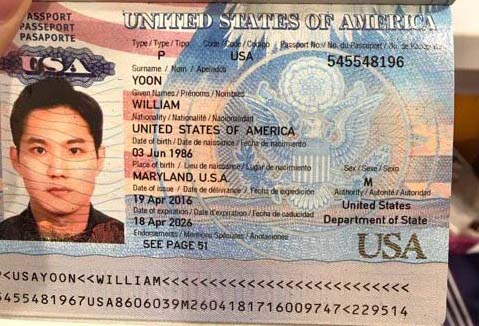 PASSPORT
PASSEPORT
PASAPORTE
USA
UNITED STATES OF AMERICA
Type / Type / Tipo Code / Code / Código Passport No./ No. du Passeport / No. de
P USA 545548196
Surname / Nom / Apellidos
YOON
Given Names / Prénoms / Nombres
WILLIAM
Nationality / Nationalité / Nacionalidad
UNITED STATES OF AMERICA
Date of birth / Date de naissance / Fecha de nacimiento
03 Jun 1986
Place of birth / Lieu de naissance / Lugar de nacimiento Sex / Sexe / Sexo
MARYLAND, U.S.A M
Date of issue / Date de délivrance / Fecha de expedición Authority / Autorité / Autoridad
19 Apr 2016 United States
Date of expiration / Date d'expiration / Fecha de caducidad Department of State
18 Apr 2026
Endorsements / Mentions Spéciales / Anotaciones
SEE PAGE 51 USA
<USAYOON<<WILLIAM<<<<<<<<<<<<<<<<<<<<<<<<<<
5455481967USA8606039M2604181716009747<229514